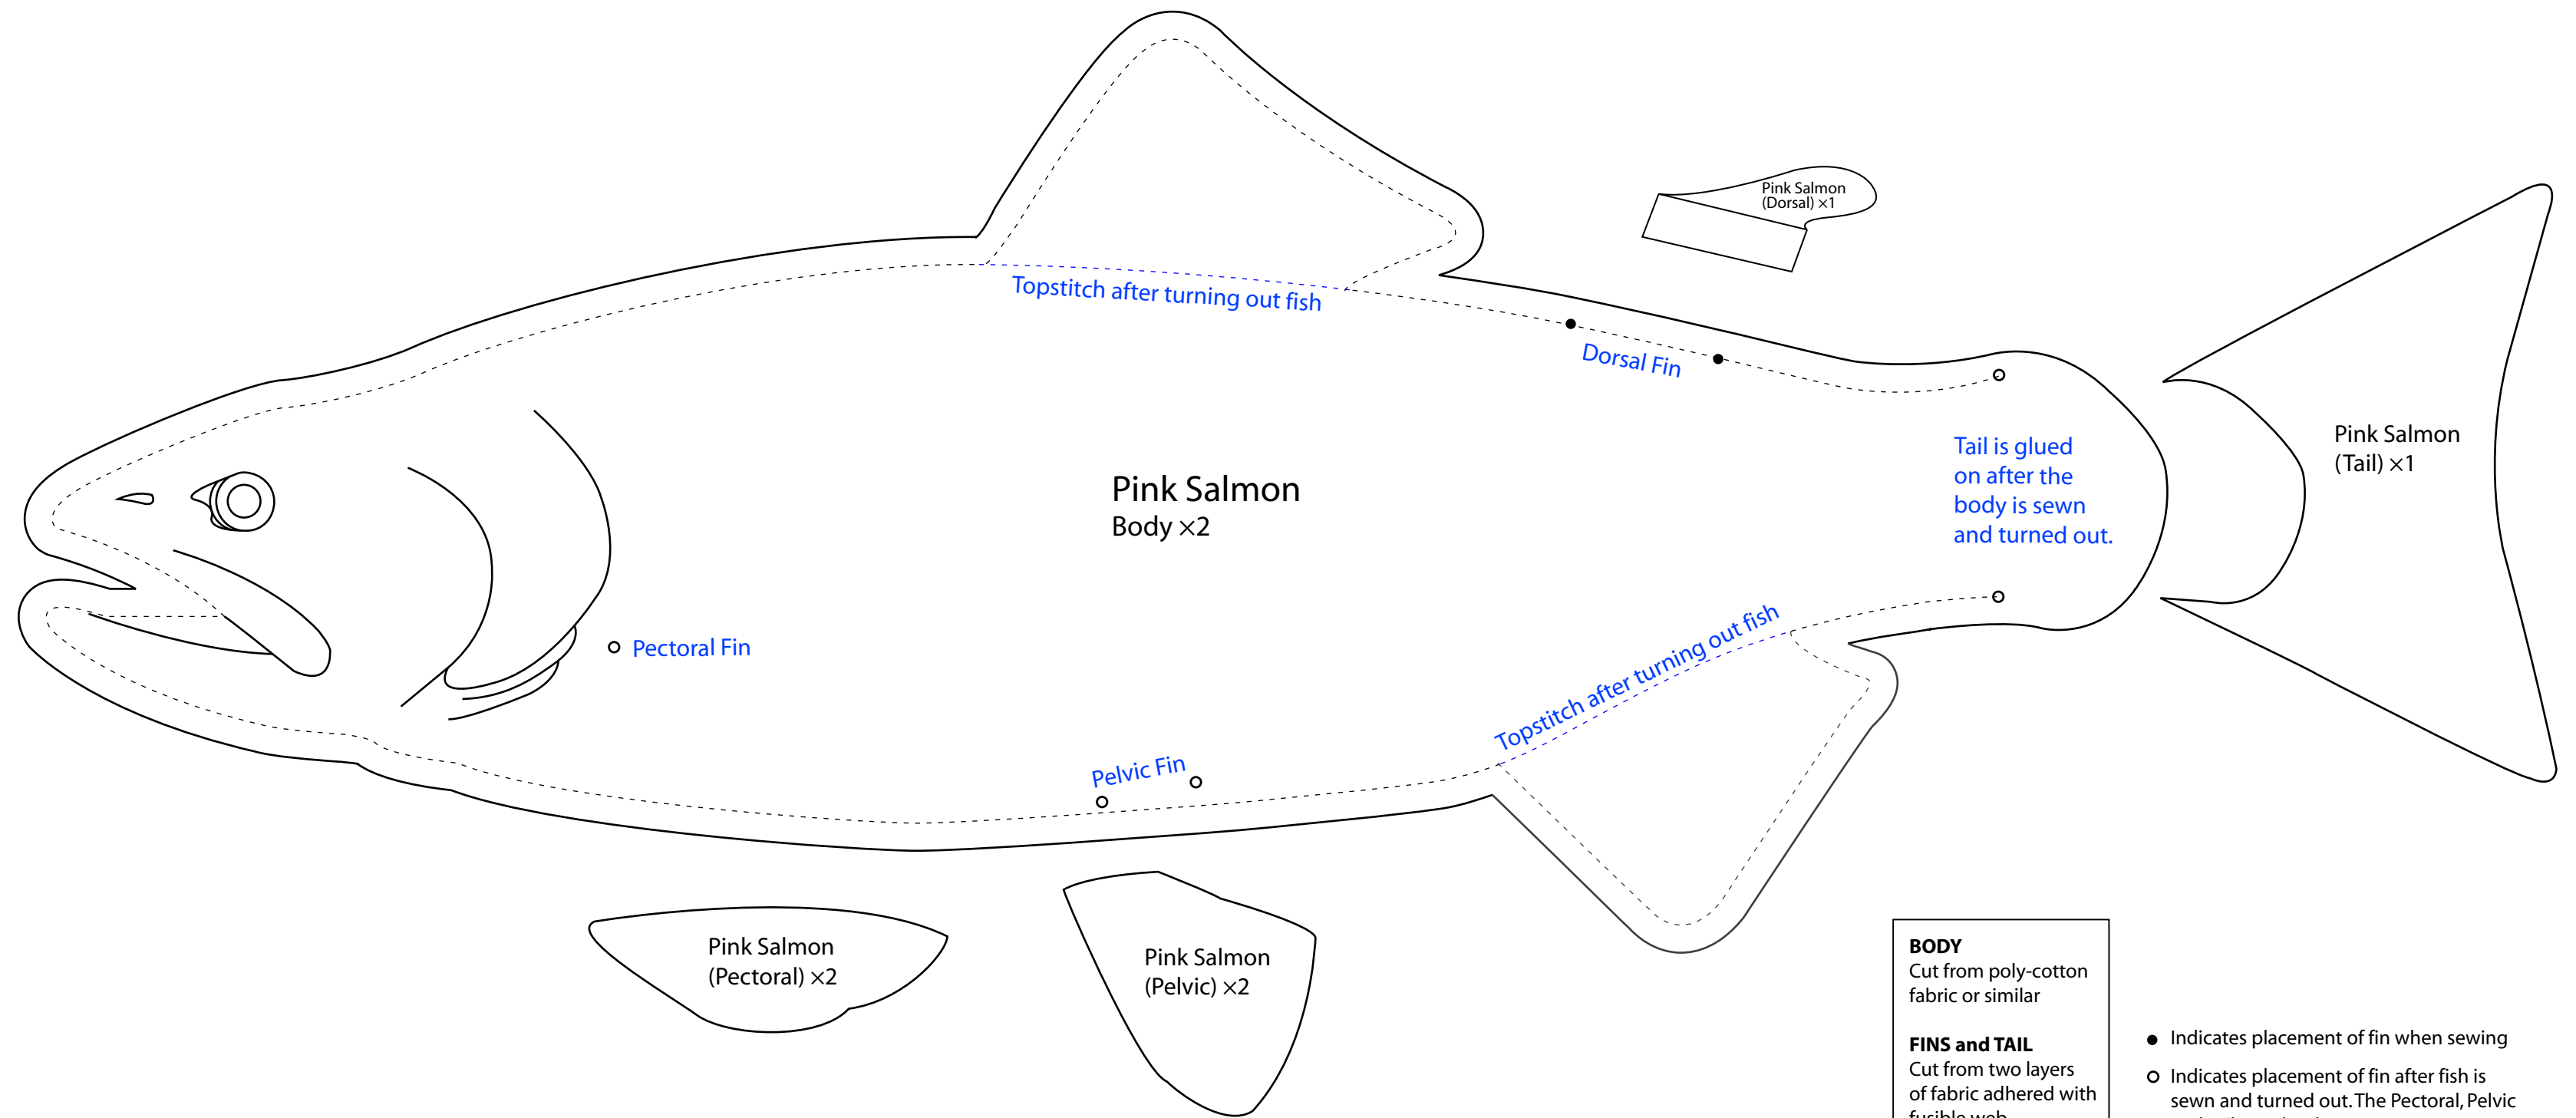 Pink Salmon
(Dorsal) ×1
Topstitch after turning out fish
Dorsal Fin
Pink Salmon
(Tail) ×1
Tail is glued
on after the
body is sewn
and turned out.
Pink Salmon
Body ×2
Pectoral Fin
Topstitch after turning out fish
Pelvic Fin
Pink Salmon
(Pectoral) ×2
Pink Salmon
(Pelvic) ×2
BODY
Cut from poly-cotton
fabric or similar
FINS and TAIL
Cut from two layers
of fabric adhered with
fusible web
Indicates placement of fin when sewing
Indicates placement of fin after fish is
sewn and turned out. The Pectoral, Pelvic